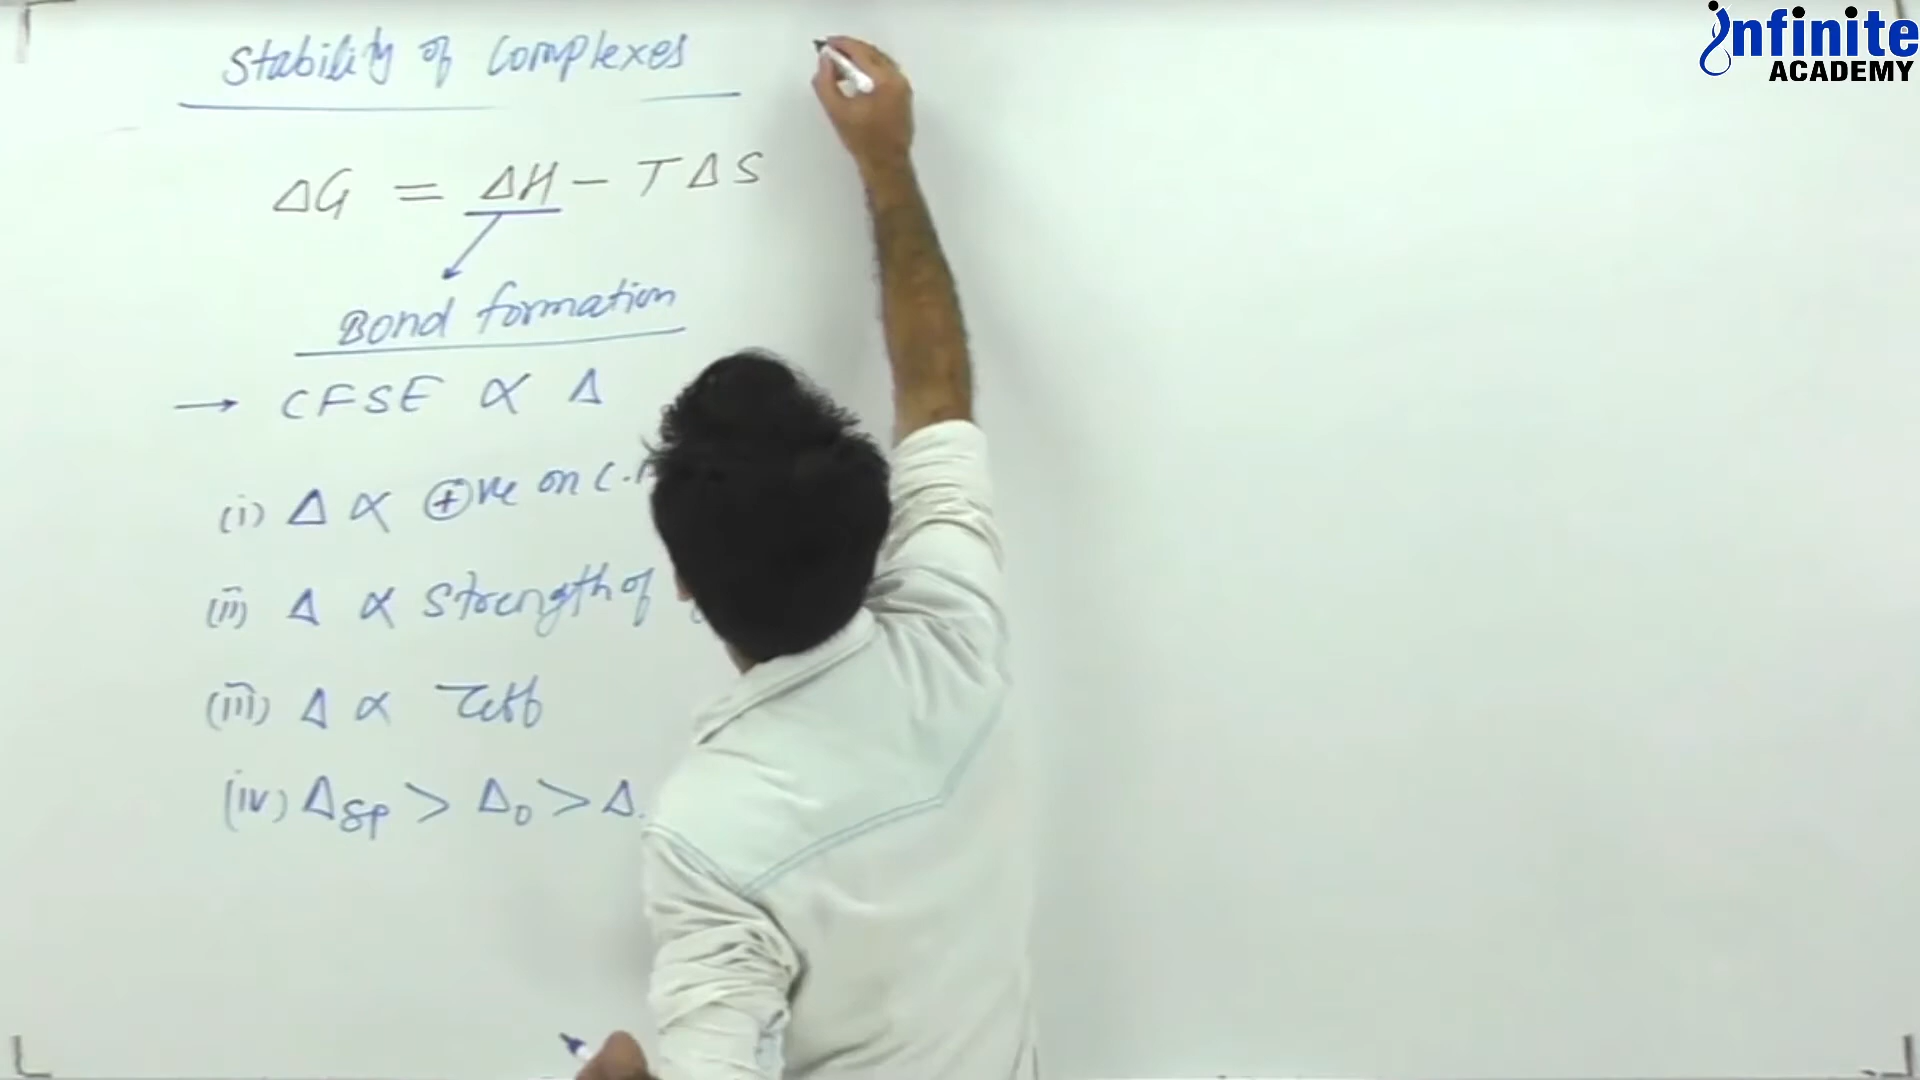 Stability of Complexes
ΔG = ΔH - TΔS
Bond formation
→ CFSE ∝ Δ
(i) Δ ∝ ⊕ve on C.
(ii) Δ ∝ Strength of
(iii) Δ ∝ Zeff
(iv) Δsp > Δo > Δ
infinite
ACADEMY